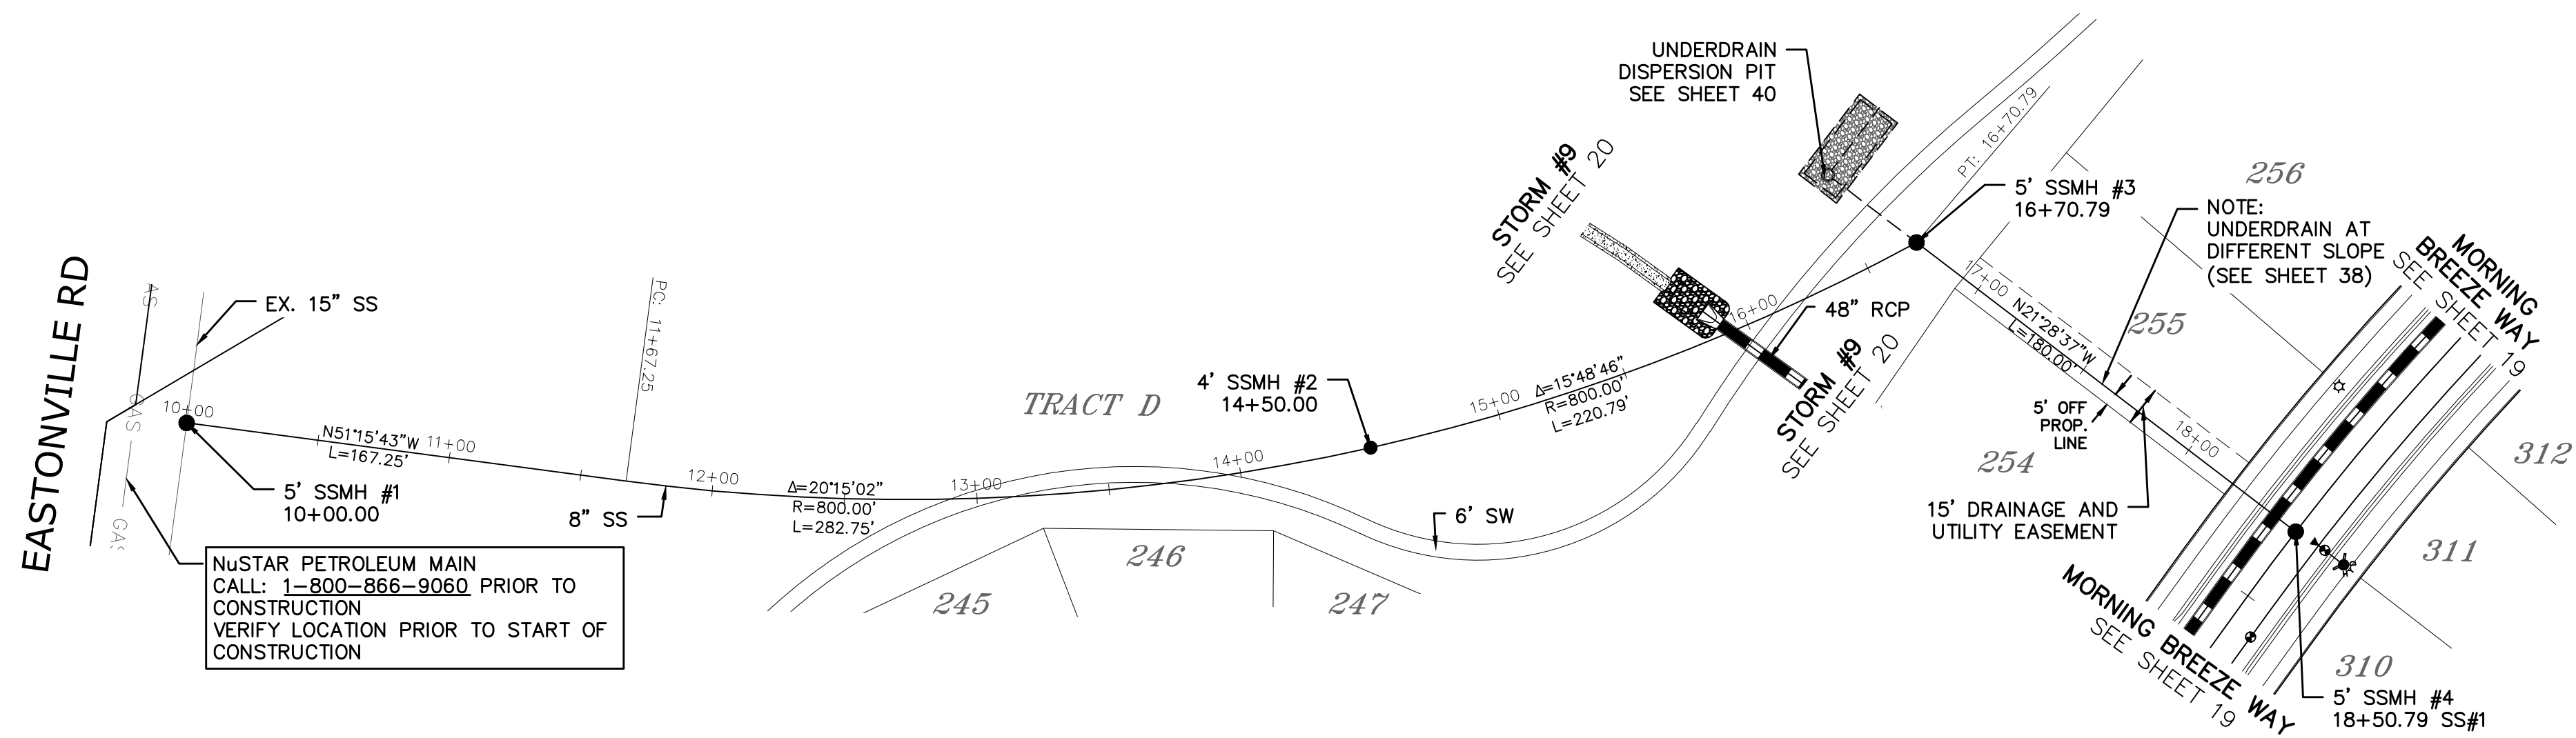 EASTONVILLE RD
AS
GAS
GAS
EX. 15" SS
10+00
5' SSMH #1
10+00.00
NuSTAR PETROLEUM MAIN
CALL: 1-800-866-9060 PRIOR TO
CONSTRUCTION
VERIFY LOCATION PRIOR TO START OF
CONSTRUCTION
N51°15'43"W
L=167.25'
11+00
PC: 11+67.25
8" SS
12+00
Δ=20°15'02"
R=800.00'
L=282.75'
13+00
TRACT D
14+00
245
246
247
4' SSMH #2
14+50.00
6' SW
15+00
Δ=15°48'46"
R=800.00'
L=220.79'
STORM #9
SEE SHEET 20
UNDERDRAIN
DISPERSION PIT
SEE SHEET 40
16+00
48" RCP
STORM #9
SEE SHEET 20
PT: 16+70.79
5' SSMH #3
16+70.79
17+00
N21°28'37"W
L=180.00'
NOTE:
UNDERDRAIN AT
DIFFERENT SLOPE
(SEE SHEET 38)
256
255
254
5' OFF
PROP.
LINE
15' DRAINAGE AND
UTILITY EASEMENT
18+00
MORNING
BREEZE WAY
SEE SHEET 19
312
311
310
MORNING BREEZE WAY
SEE SHEET 19
5' SSMH #4
18+50.79 SS#1